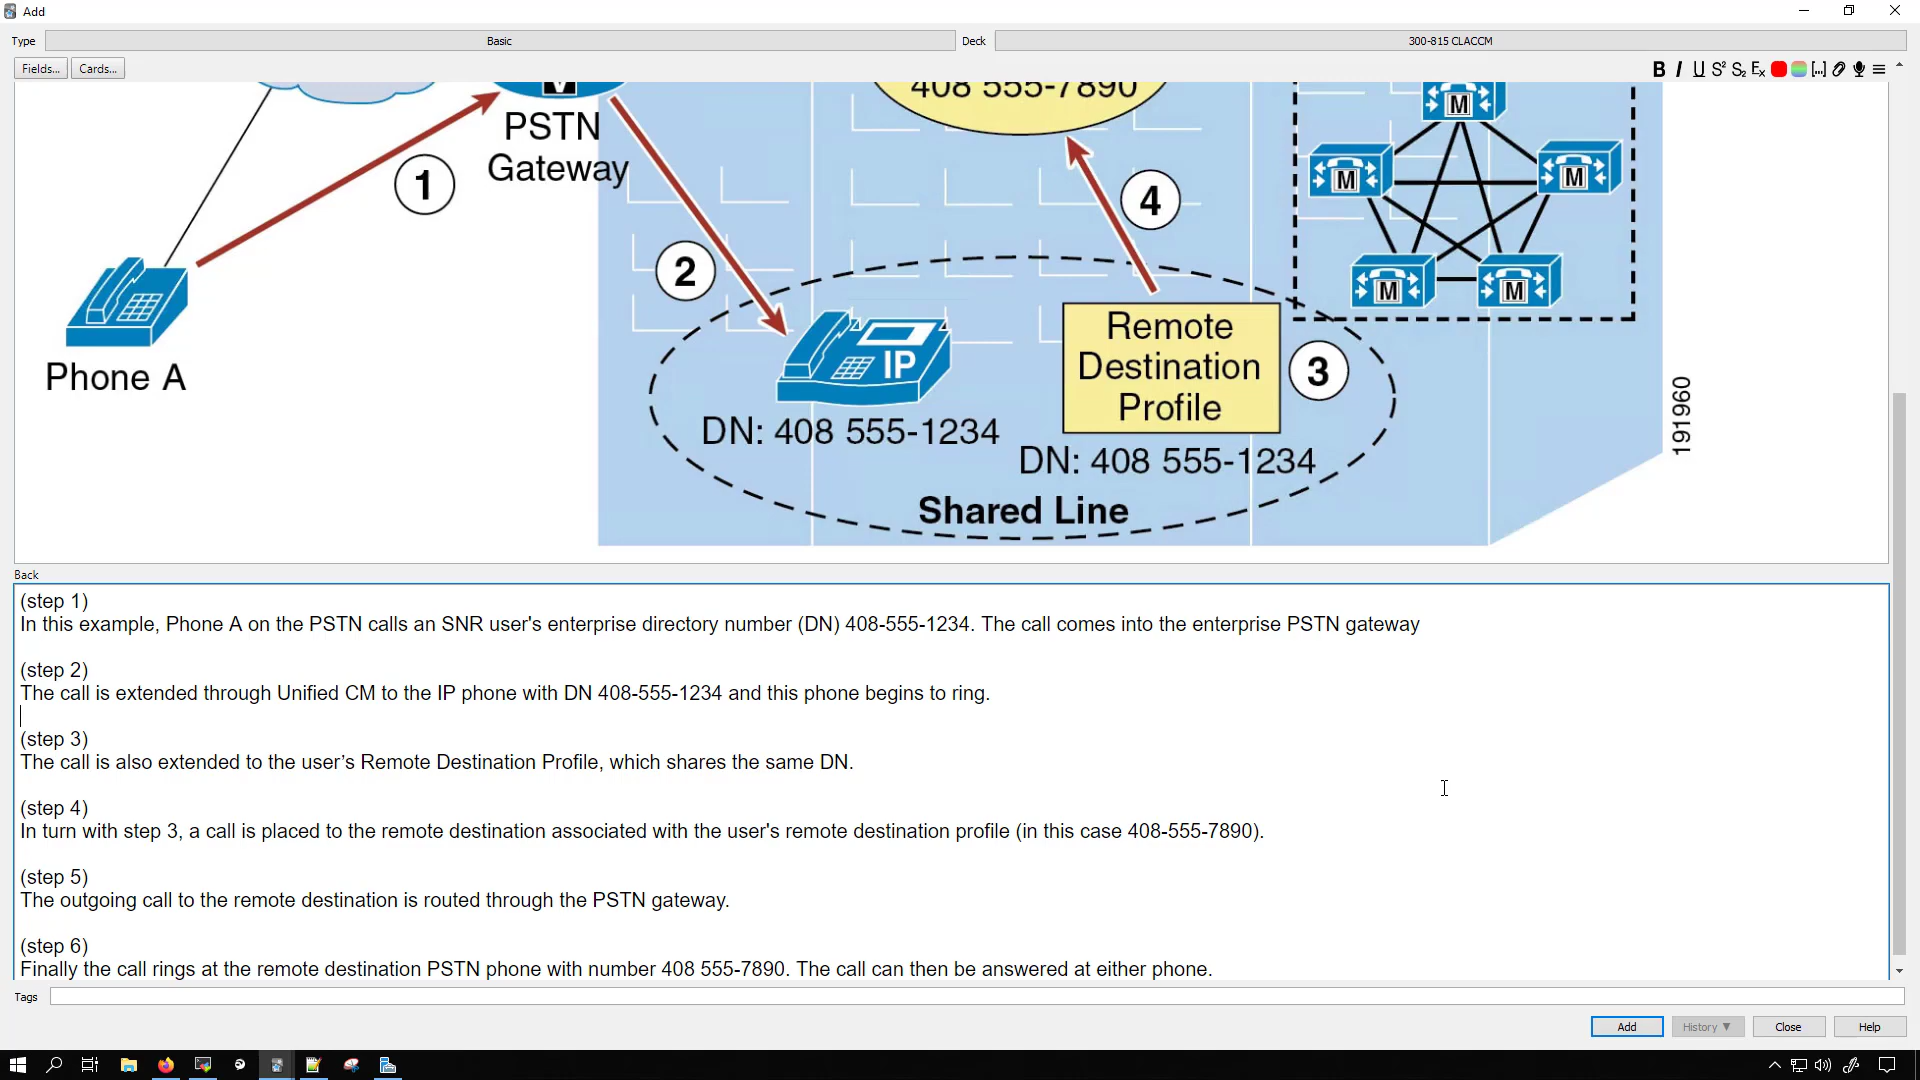 Add
Type Basic Deck 300-815 CLACCM
Fields... Cards...
B I U S² S₂ Ex [...]
408 555-7890
V
PSTN
Gateway
1
2
4
M
M
M
M
M
IP
Remote
Destination
Profile
3
Phone A
DN: 408 555-1234
DN: 408 555-1234
Shared Line
191960
Back
(step 1)
In this example, Phone A on the PSTN calls an SNR user's enterprise directory number (DN) 408-555-1234. The call comes into the enterprise PSTN gateway
(step 2)
The call is extended through Unified CM to the IP phone with DN 408-555-1234 and this phone begins to ring.
(step 3)
The call is also extended to the user’s Remote Destination Profile, which shares the same DN.
(step 4)
In turn with step 3, a call is placed to the remote destination associated with the user's remote destination profile (in this case 408-555-7890).
(step 5)
The outgoing call to the remote destination is routed through the PSTN gateway.
(step 6)
Finally the call rings at the remote destination PSTN phone with number 408 555-7890. The call can then be answered at either phone.
Tags
Add History ▼ Close Help